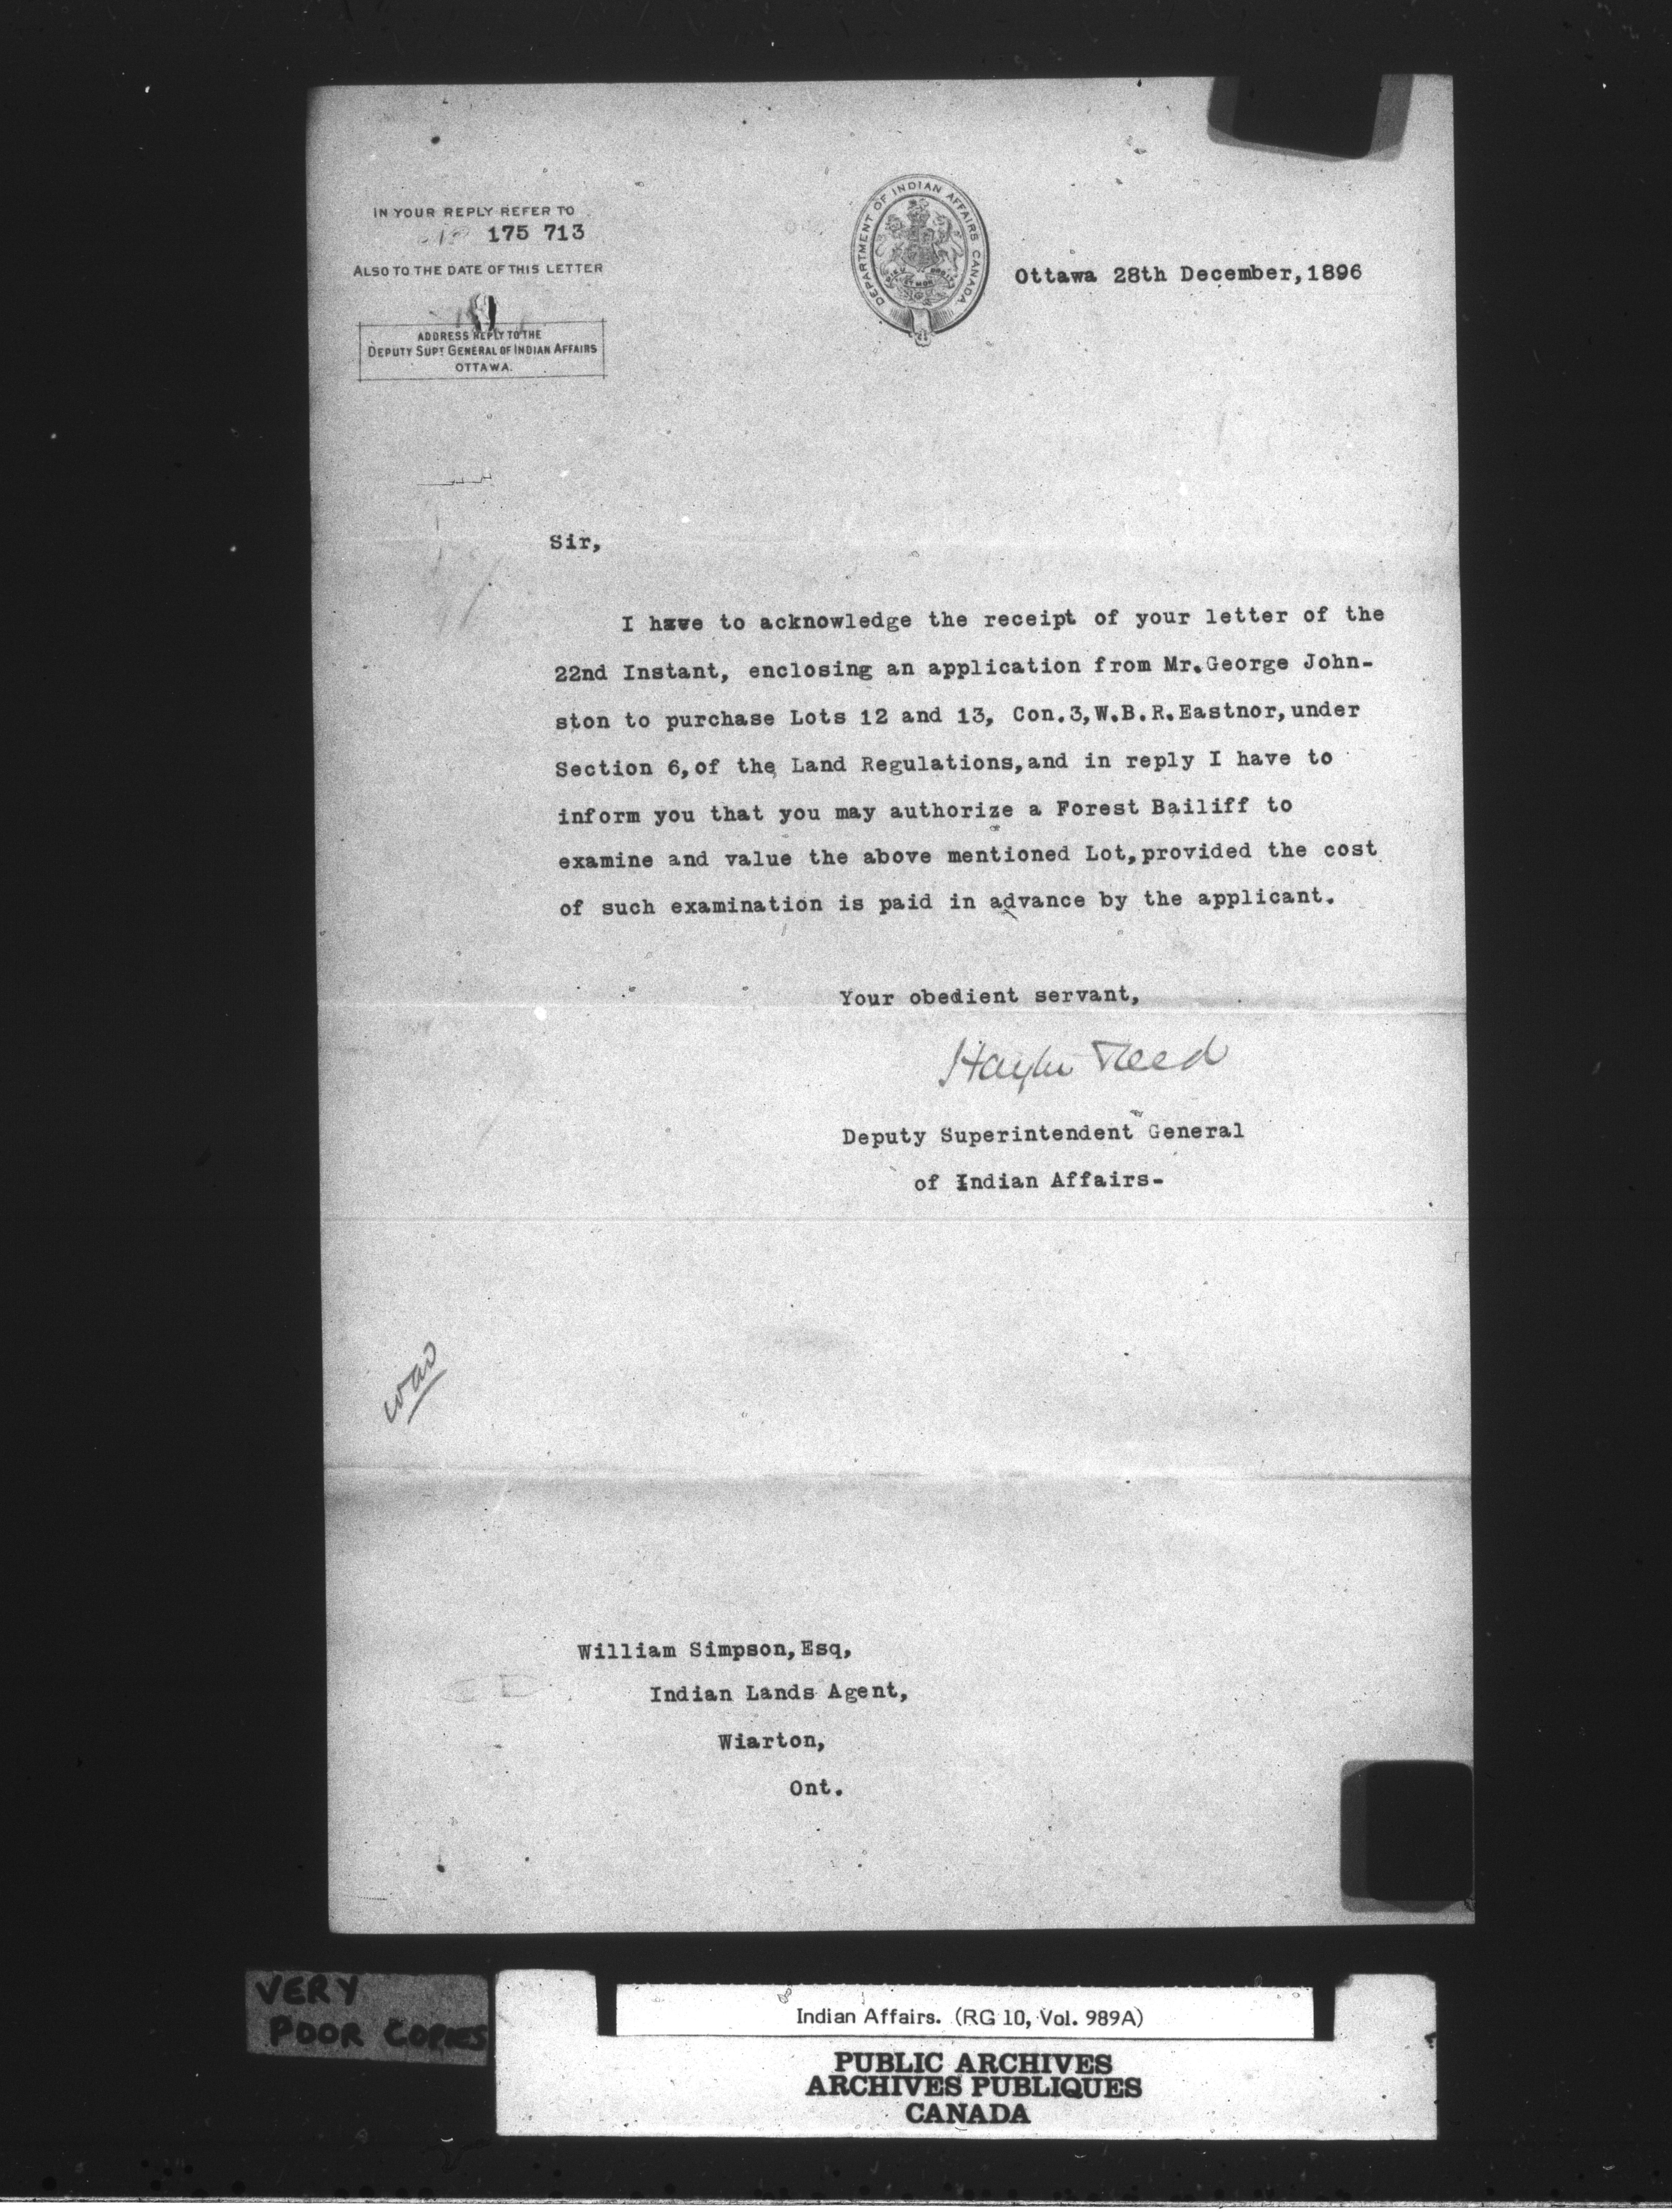 IN YOUR REPLY REFER TO
175 713
ALSO TO THE DATE OF THIS LETTER
ADDRESS REPLY TO THE
DEPUTY SUPT GENERAL OF INDIAN AFFAIRS
OTTAWA.
DEPARTMENT OF INDIAN AFFAIRS CANADA
Ottawa 28th December,1896
Sir,
I have to acknowledge the receipt of your letter of the
22nd Instant, enclosing an application from Mr.George John-
ston to purchase Lots 12 and 13, Con.3,W.B.R.Eastnor,under
Section 6,of the Land Regulations,and in reply I have to
inform you that you may authorize a Forest Bailiff to
examine and value the above mentioned Lot,provided the cost
of such examination is paid in advance by the applicant.
Your obedient servant,
Hayter Reed
Deputy Superintendent General
of Indian Affairs-
William Simpson,Esq,
Indian Lands Agent,
Wiarton,
Ont.
VERY
POOR COPIES
Indian Affairs. (RG 10, Vol. 989A)
PUBLIC ARCHIVES
ARCHIVES PUBLIQUES
CANADA